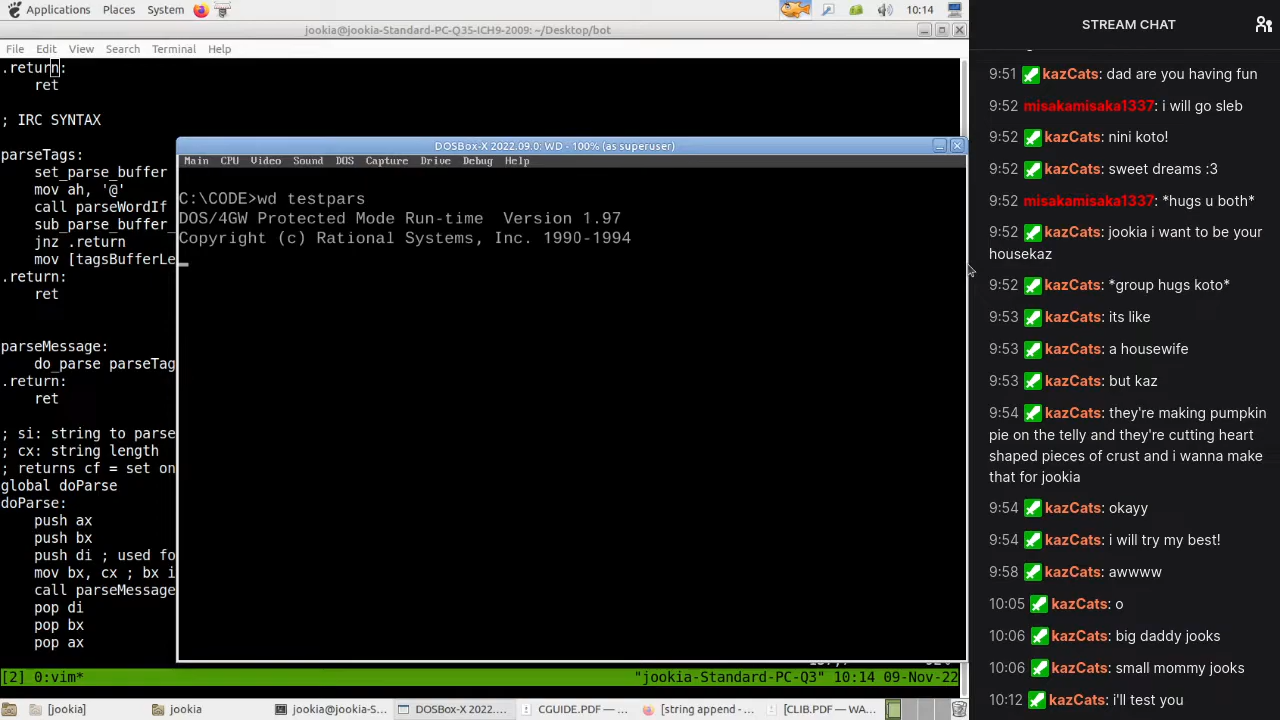 Applications Places System 10:14
jookia@jookia-Standard-PC-Q35-ICH9-2009: ~/Desktop/bot
File Edit View Search Terminal Help
.return:
ret
; IRC SYNTAX
parseTags:
set_parse_buffer
mov ah, '@'
call parseWordIf
sub_parse_buffer_
jnz .return
mov [tagsBufferLe
.return:
ret
parseMessage:
do_parse parseTag
.return:
ret
; si: string to parse
; cx: string length
; returns cf = set on
global doParse
doParse:
push ax
push bx
push di ; used fo
mov bx, cx ; bx i
call parseMessage
pop di
pop bx
pop ax
[2] 0:vim* "jookia-Standard-PC-Q3" 10:14 09-Nov-22
DOSBox-X 2022.09.0: WD - 100% (as superuser)
Main CPU Video Sound DOS Capture Drive Debug Help
C:\CODE>wd testpars
DOS/4GW Protected Mode Run-time Version 1.97
Copyright (c) Rational Systems, Inc. 1990-1994
[jookia] jookia jookia@jookia-S... DOSBox-X 2022.... CGUIDE.PDF — ... [string append - ... [CLIB.PDF — WA...
STREAM CHAT
9:51 kazCats: dad are you having fun
9:52 misakamisaka1337: i will go sleb
9:52 kazCats: nini koto!
9:52 kazCats: sweet dreams :3
9:52 misakamisaka1337: *hugs u both*
9:52 kazCats: jookia i want to be your
housekaz
9:52 kazCats: *group hugs koto*
9:53 kazCats: its like
9:53 kazCats: a housewife
9:53 kazCats: but kaz
9:54 kazCats: they're making pumpkin
pie on the telly and they're cutting heart
shaped pieces of crust and i wanna make
that for jookia
9:54 kazCats: okayy
9:54 kazCats: i will try my best!
9:58 kazCats: awwww
10:05 kazCats: o
10:06 kazCats: big daddy jooks
10:06 kazCats: small mommy jooks
10:12 kazCats: i'll test you